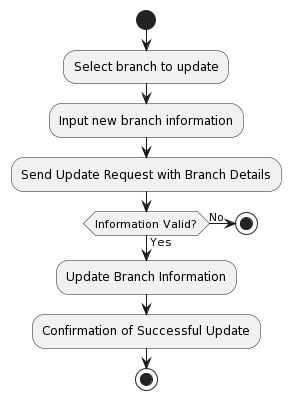 Select branch to update
Input new branch information
Send Update Request with Branch Details
Information Valid?
No
Yes
Update Branch Information
Confirmation of Successful Update